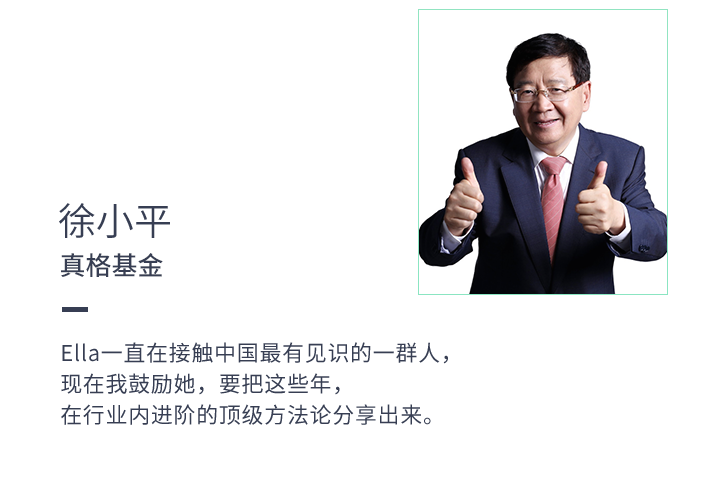 徐小平
真格基金
Ella一直在接触中国最有见识的一群人，
现在我鼓励她，要把这些年，
在行业内进阶的顶级方法论分享出来。